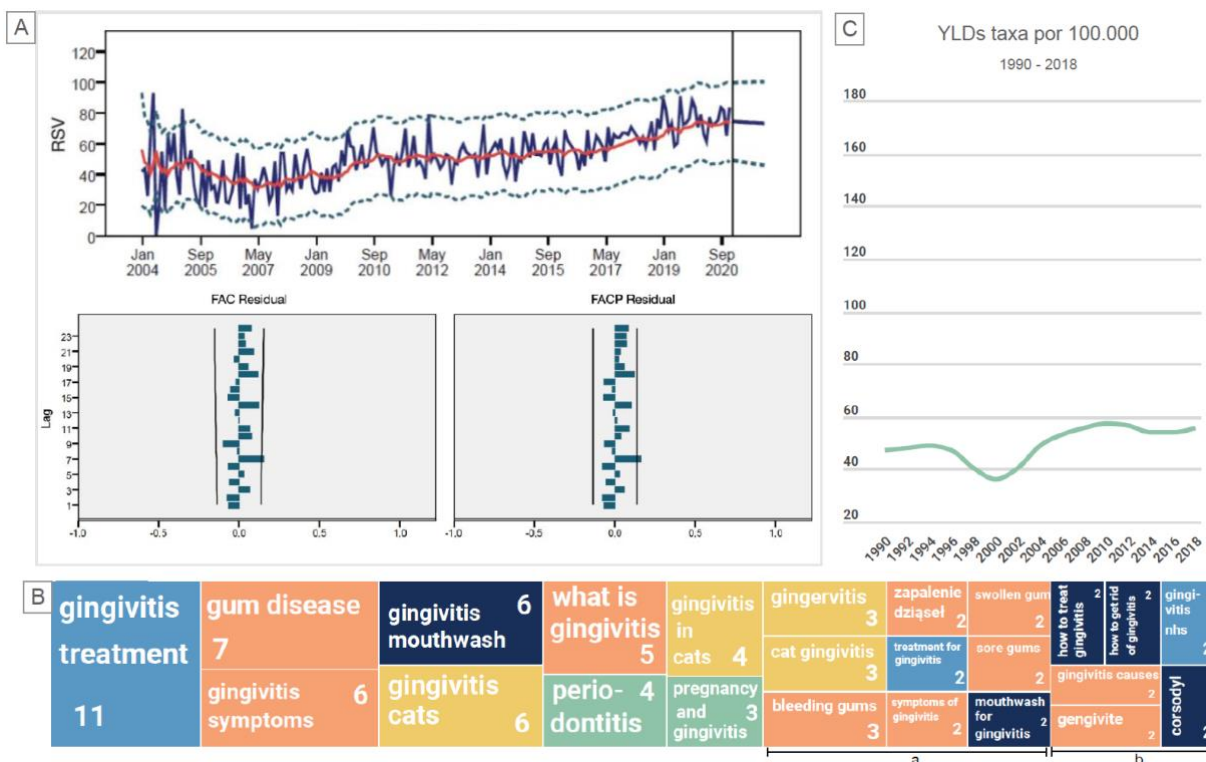 A
120
100
80
60
40
20
0
RSV
Jan 2004
Sep 2005
May 2007
Jan 2009
Sep 2010
May 2012
Jan 2014
Sep 2015
May 2017
Jan 2019
Sep 2020
FAC Residual
FACP Residual
Lag
23
21
19
17
15
13
11
9
7
5
3
1
-1.0 -0.5 0.0 0.5 1.0
-1.0 -0.5 0.0 0.5 1.0
C
YLDs taxa por 100.000
1990 - 2018
180
160
140
120
100
80
60
40
20
1990 1992 1994 1996 1998 2000 2002 2004 2006 2008 2010 2012 2014 2016 2018
B
gingivitis
treatment
11
gum disease
7
gingivitis 6
symptoms
gingivitis 6
mouthwash
gingivitis
cats 6
what is
gingivitis
5
perio- 4
dontitis
gingivitis
in
cats 4
pregnancy
and 3
gingivitis
gingervitis
3
cat gingivitis
3
bleeding gums
3
zapalenie
dziąseł 2
treatment for
gingivitis
2
symptoms of
gingivitis
2
swollen gum
2
sore gums
2
mouthwash
for 2
gingivitis
how to treat
gingivitis
2
how to get rid
of gingivitis
2
gingivitis causes
2
gengivite
2
gingi-
vitis
nhs
2
corsodyl
2
a
b